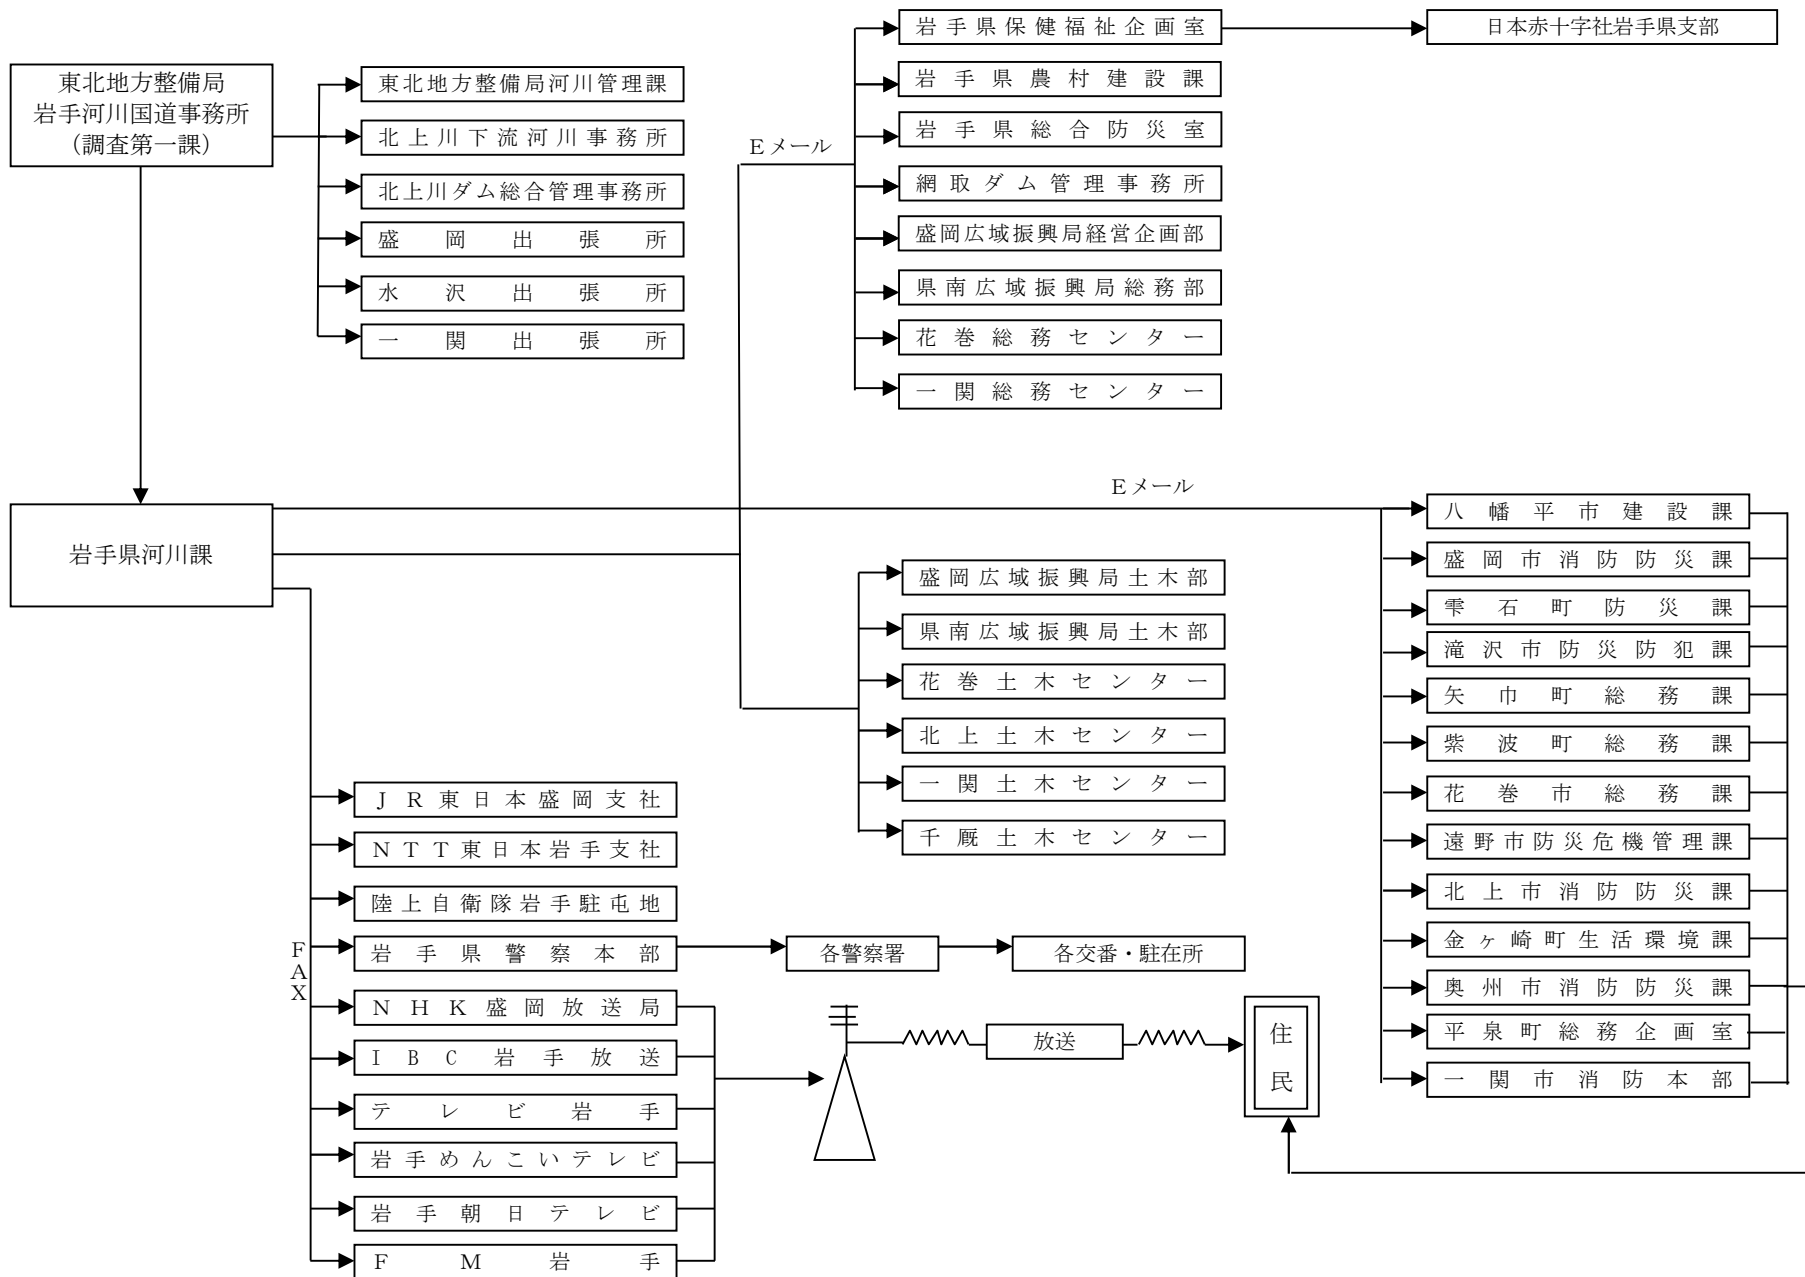 東北地方整備局
岩手河川国道事務所
（調査第一課）
東北地方整備局河川管理課
北上川下流河川事務所
北上川ダム総合管理事務所
盛岡出張所
水沢出張所
一関出張所
Eメール
岩手県保健福祉企画室
日本赤十字社岩手県支部
岩手県農村建設課
岩手県総合防災室
網取ダム管理事務所
盛岡広域振興局経営企画部
県南広域振興局総務部
花巻総務センター
一関総務センター
岩手県河川課
Eメール
盛岡広域振興局土木部
県南広域振興局土木部
花巻土木センター
北上土木センター
一関土木センター
千厩土木センター
八幡平市建設課
盛岡市消防防災課
雫石町防災課
滝沢市防災防犯課
矢巾町総務課
紫波町総務課
花巻市総務課
遠野市防災危機管理課
北上市消防防災課
金ヶ崎町生活環境課
奥州市消防防災課
平泉町総務企画室
一関市消防本部
FAX
JR東日本盛岡支社
NTT東日本岩手支社
陸上自衛隊岩手駐屯地
岩手県警察本部
各警察署
各交番・駐在所
NHK盛岡放送局
IBC岩手放送
テレビ岩手
岩手めんこいテレビ
岩手朝日テレビ
FM岩手
放送
住民